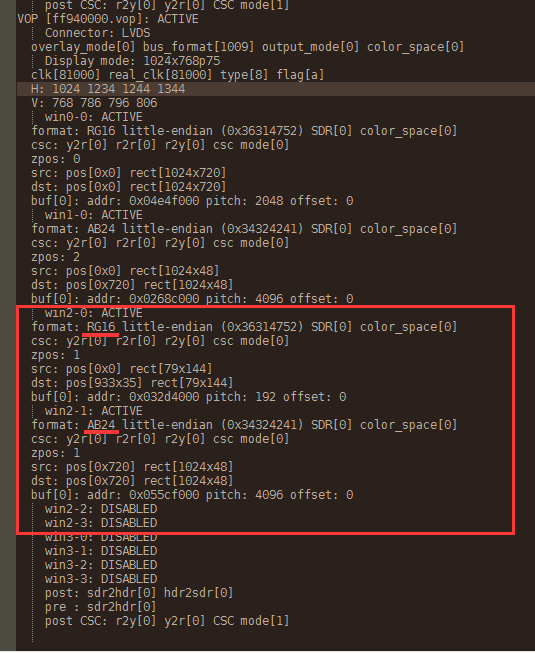 post CSC: r2y[0] y2r[0] CSC mode[1]
VOP [ff940000.vop]: ACTIVE
Connector: LVDS
overlay_mode[0] bus_format[1009] output_mode[0] color_space[0]
Display mode: 1024x768p75
clk[81000] real_clk[81000] type[8] flag[a]
H: 1024 1234 1244 1344
V: 768 786 796 806
win0-0: ACTIVE
format: RG16 little-endian (0x36314752) SDR[0] color_space[0]
csc: y2r[0] r2r[0] r2y[0] csc mode[0]
zpos: 0
src: pos[0x0] rect[1024x720]
dst: pos[0x0] rect[1024x720]
buf[0]: addr: 0x04e4f000 pitch: 2048 offset: 0
win1-0: ACTIVE
format: AB24 little-endian (0x34324241) SDR[0] color_space[0]
csc: y2r[0] r2r[0] r2y[0] csc mode[0]
zpos: 2
src: pos[0x0] rect[1024x48]
dst: pos[0x720] rect[1024x48]
buf[0]: addr: 0x0268c000 pitch: 4096 offset: 0
win2-0: ACTIVE
format: RG16 little-endian (0x36314752) SDR[0] color_space[0]
csc: y2r[0] r2r[0] r2y[0] csc mode[0]
zpos: 1
src: pos[0x0] rect[79x144]
dst: pos[933x35] rect[79x144]
buf[0]: addr: 0x032d4000 pitch: 192 offset: 0
win2-1: ACTIVE
format: AB24 little-endian (0x34324241) SDR[0] color_space[0]
csc: y2r[0] r2r[0] r2y[0] csc mode[0]
zpos: 1
src: pos[0x720] rect[1024x48]
dst: pos[0x720] rect[1024x48]
buf[0]: addr: 0x055cf000 pitch: 4096 offset: 0
win2-2: DISABLED
win2-3: DISABLED
win3-0: DISABLED
win3-1: DISABLED
win3-2: DISABLED
win3-3: DISABLED
post: sdr2hdr[0] hdr2sdr[0]
pre : sdr2hdr[0]
post CSC: r2y[0] y2r[0] CSC mode[1]